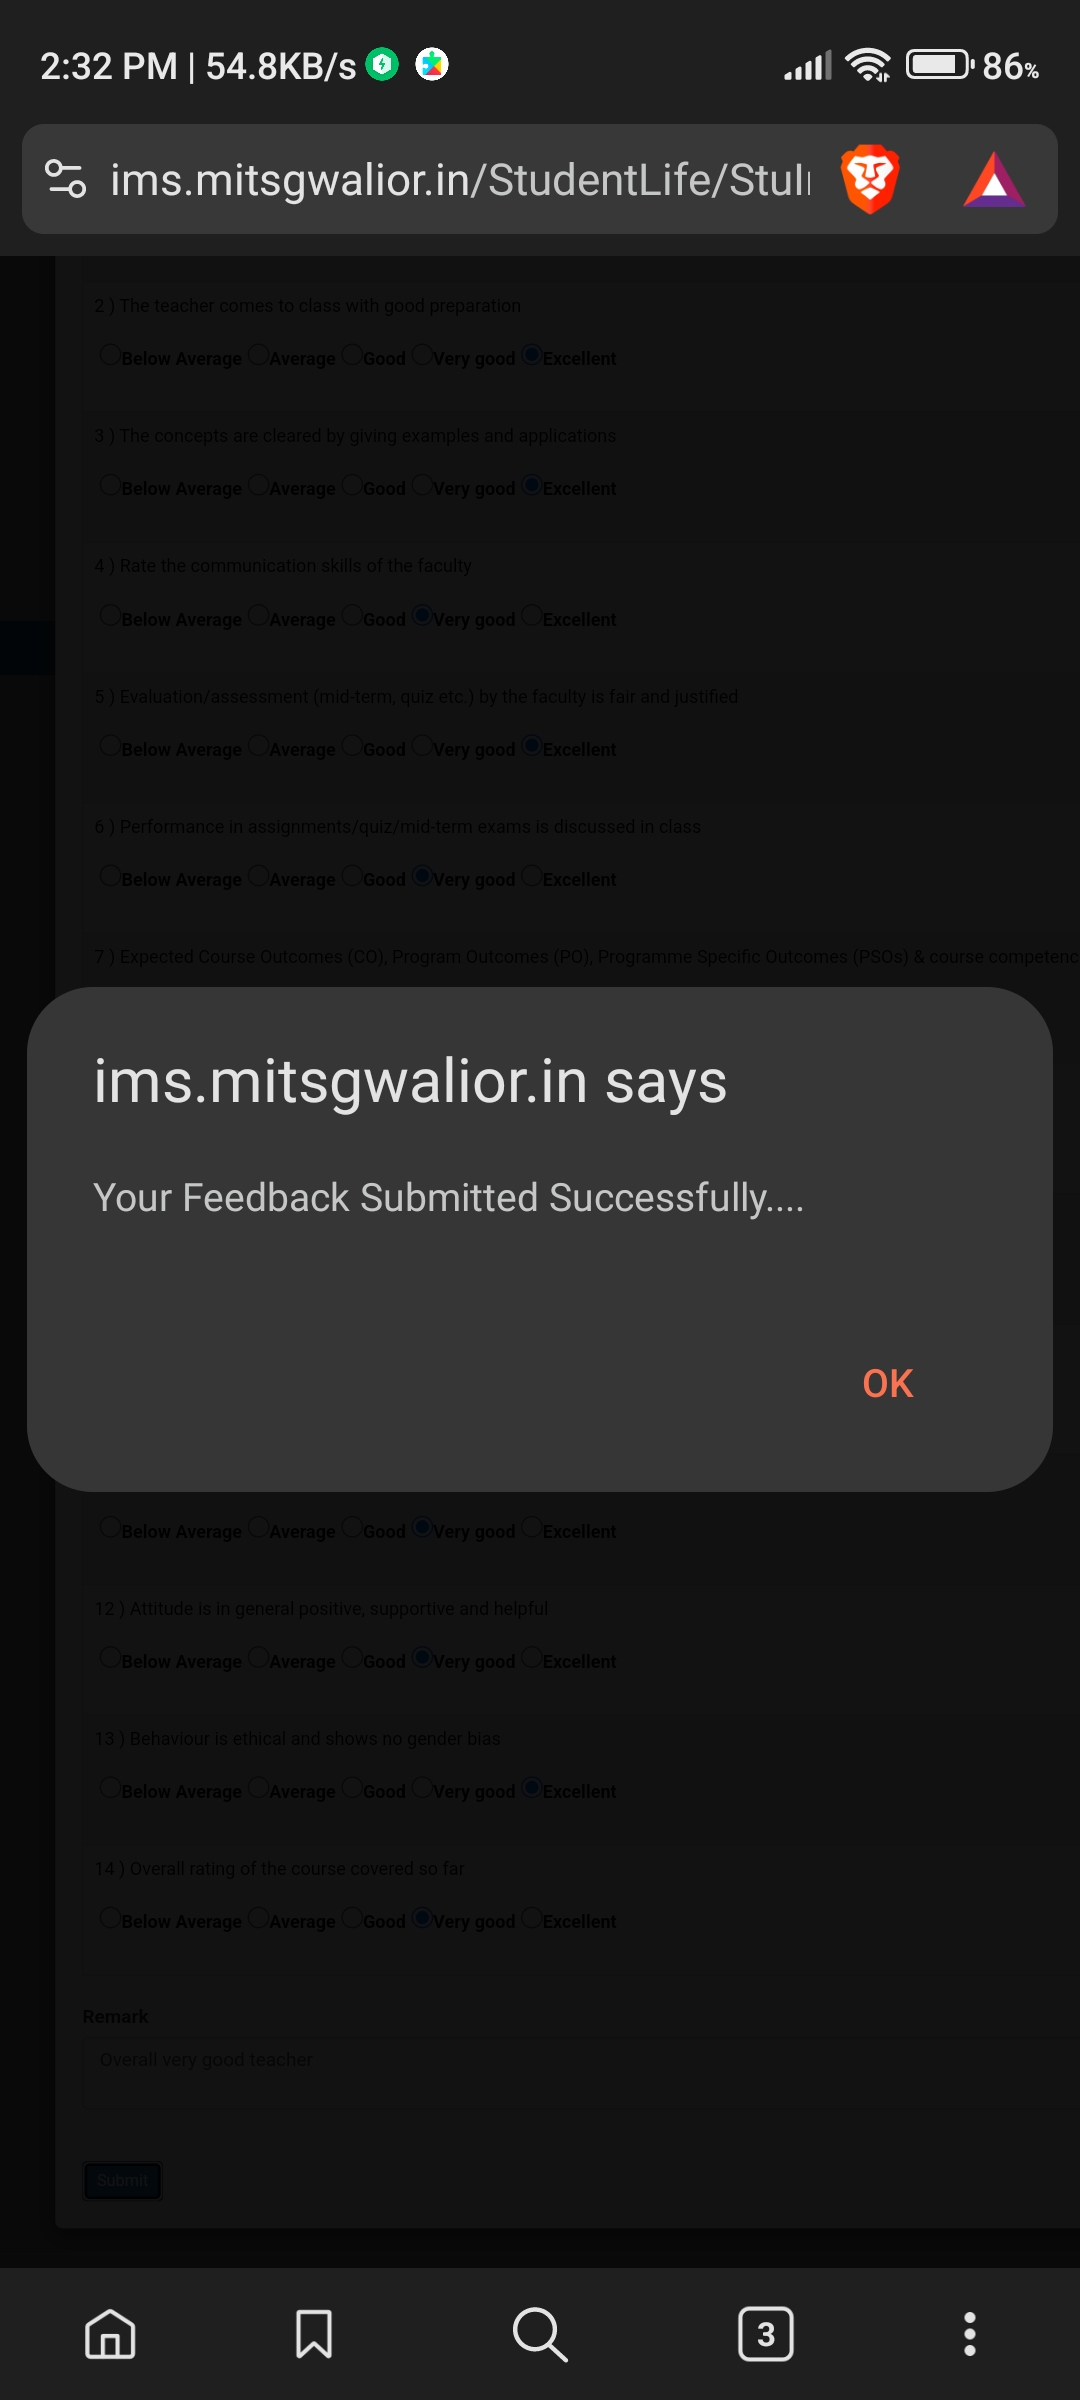 2:32 PM | 54.8KB/s 86%
ims.mitsgwalior.in/StudentLife/Stu
2 ) The teacher comes to class with good preparation
Below Average Average Good Very good Excellent
3 ) The concepts are cleared by giving examples and applications
Below Average Average Good Very good Excellent
4 ) Rate the communication skills of the faculty
Below Average Average Good Very good Excellent
5 ) Evaluation/assessment (mid-term, quiz etc.) by the faculty is fair and justified
Below Average Average Good Very good Excellent
6 ) Performance in assignments/quiz/mid-term exams is discussed in class
Below Average Average Good Very good Excellent
7 ) Expected Course Outcomes (CO), Program Outcomes (PO), Programme Specific Outcomes (PSOs) & course competenc
ims.mitsgwalior.in says
Your Feedback Submitted Successfully....
OK
Below Average Average Good Very good Excellent
12 ) Attitude is in general positive, supportive and helpful
Below Average Average Good Very good Excellent
13 ) Behaviour is ethical and shows no gender bias
Below Average Average Good Very good Excellent
14 ) Overall rating of the course covered so far
Below Average Average Good Very good Excellent
Remark
Overall very good teacher
Submit
3